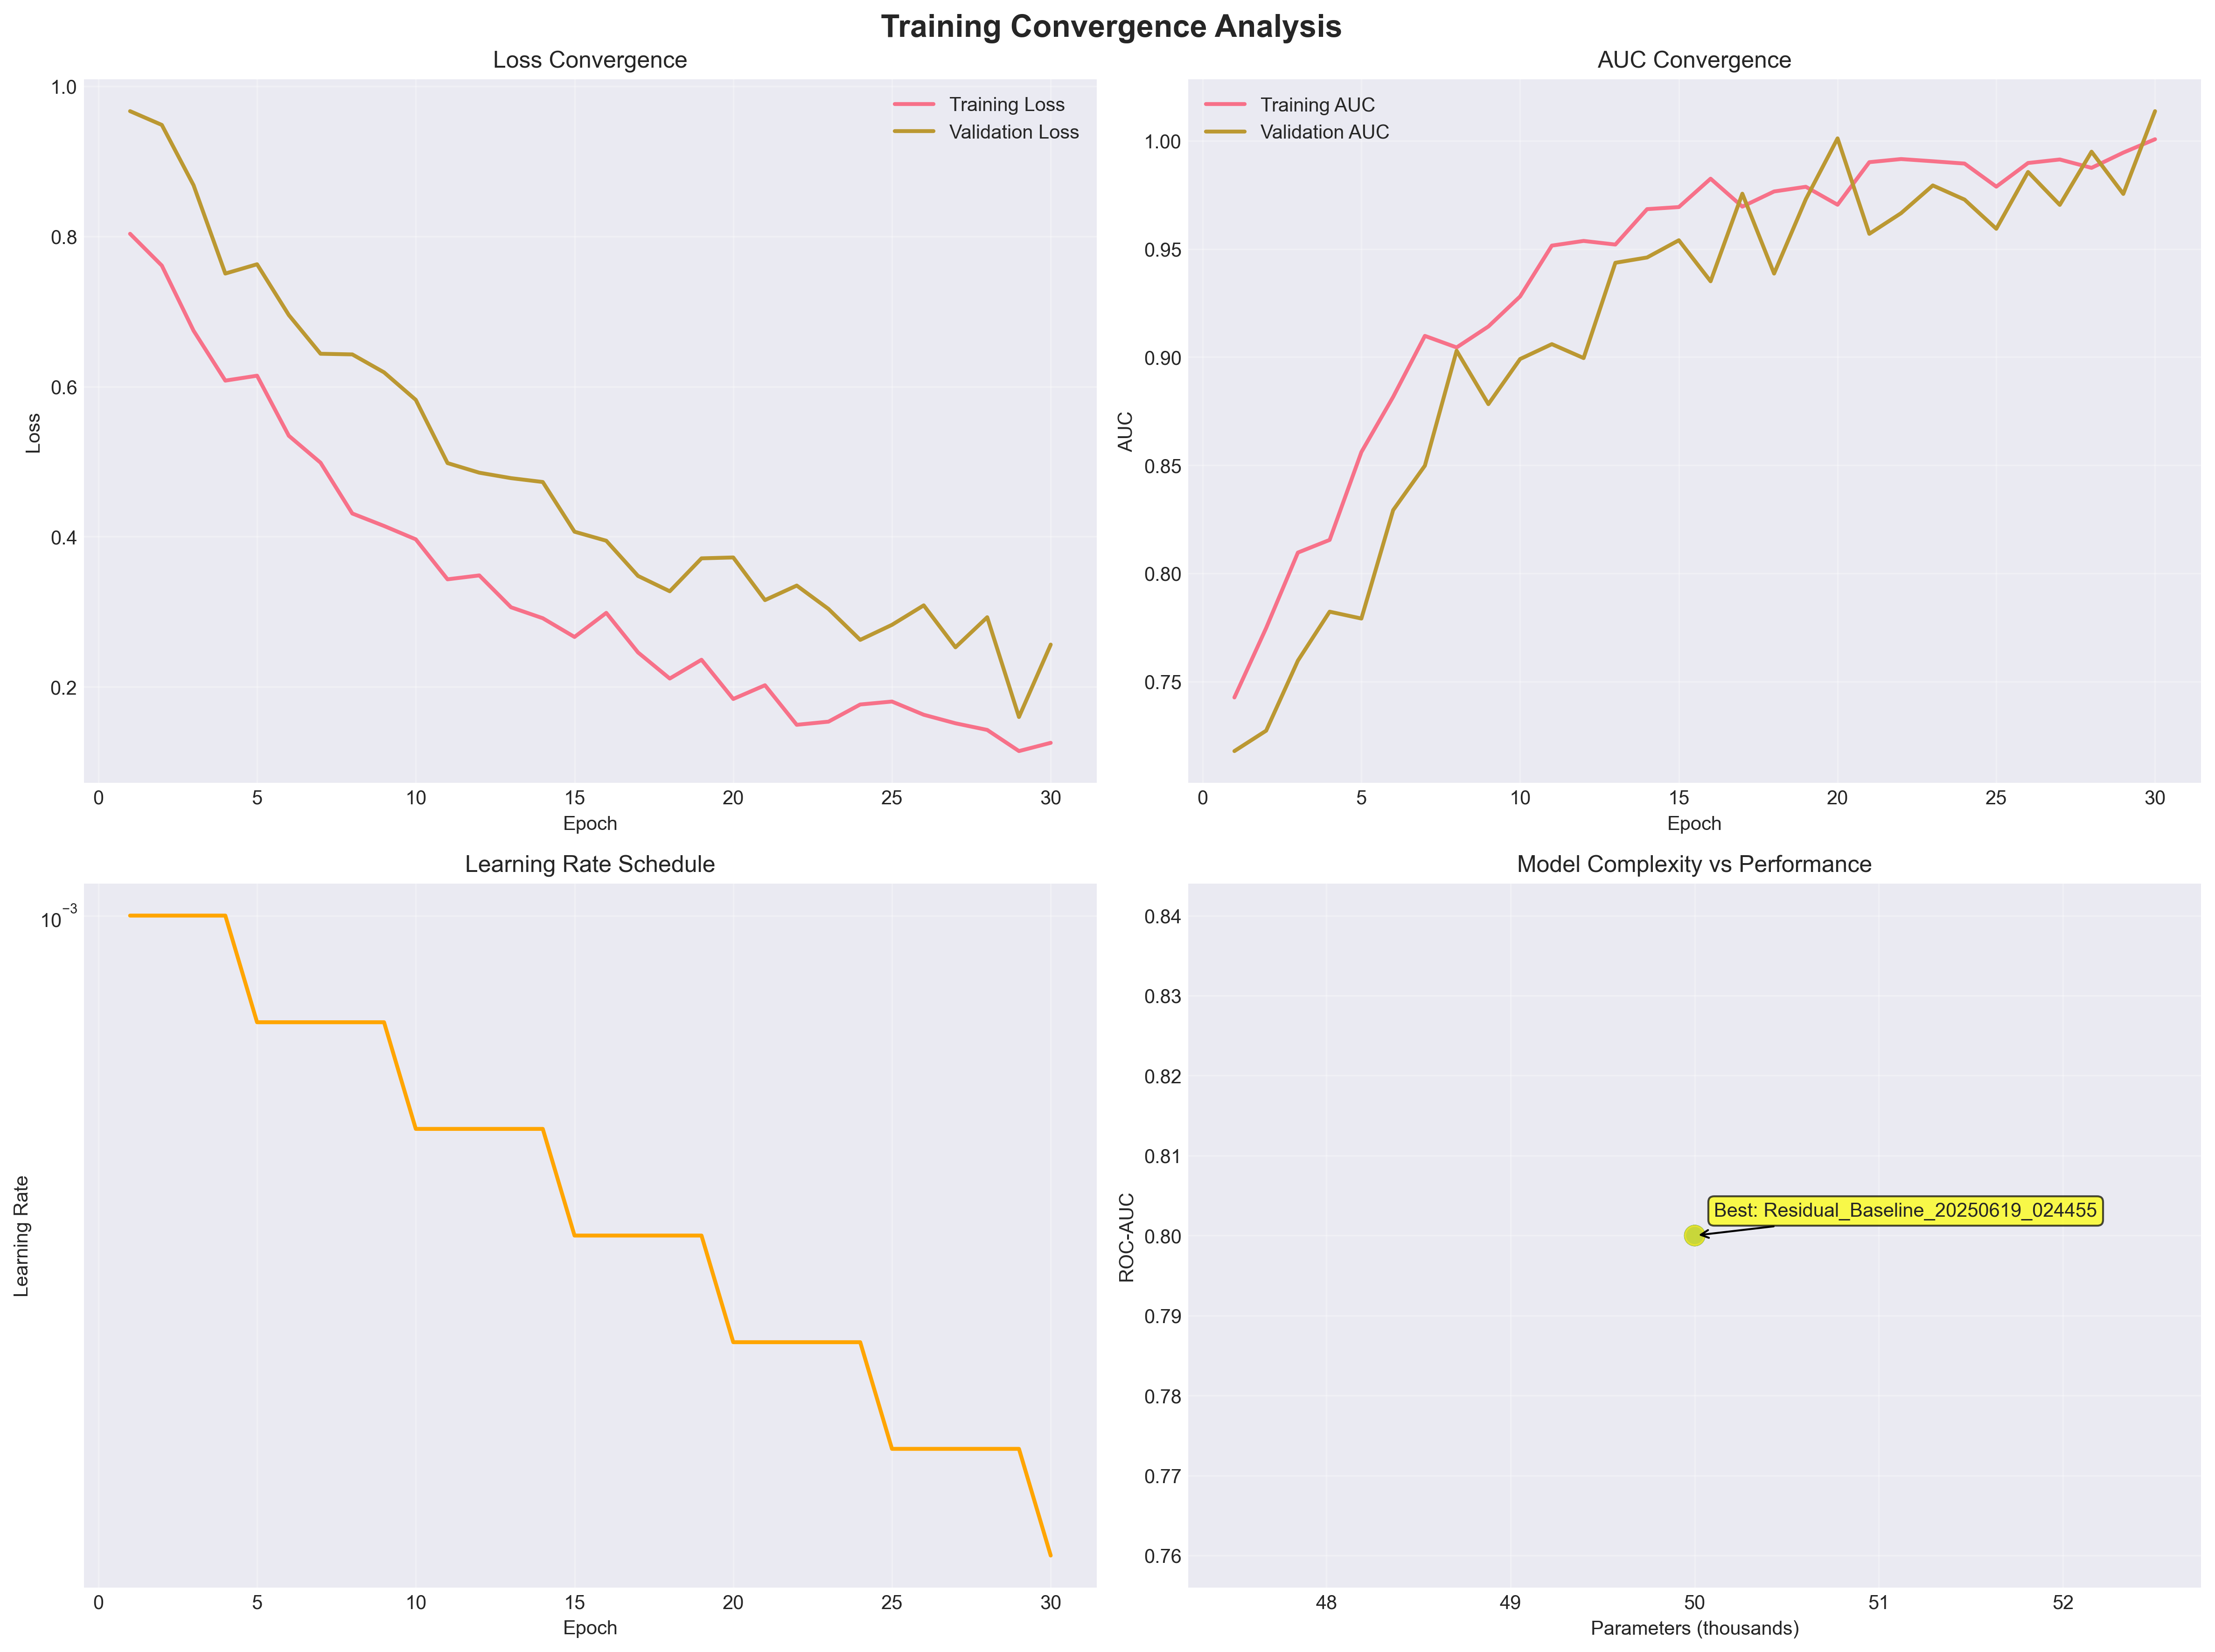 Training Convergence Analysis
Loss Convergence
1.0
0.8
0.6
0.4
0.2
Loss
Training Loss
Validation Loss
0 5 10 15 20 25 30
Epoch
AUC Convergence
1.00
0.95
0.90
0.85
0.80
0.75
AUC
Training AUC
Validation AUC
0 5 10 15 20 25 30
Epoch
Learning Rate Schedule
10⁻³
Learning Rate
0 5 10 15 20 25 30
Epoch
Model Complexity vs Performance
0.84
0.83
0.82
0.81
0.80
0.79
0.78
0.77
0.76
ROC-AUC
Best: Residual_Baseline_20250619_024455
48 49 50 51 52
Parameters (thousands)